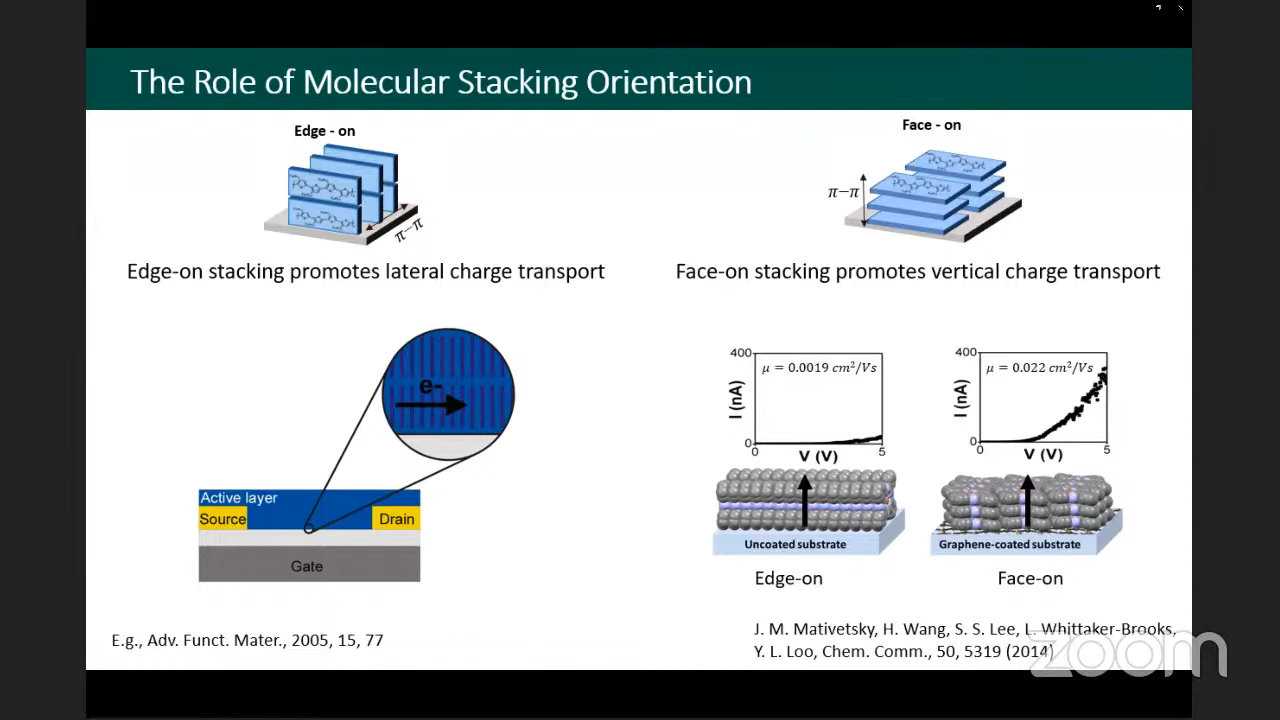 The Role of Molecular Stacking Orientation
Edge - on
π−π
Edge-on stacking promotes lateral charge transport
Face - on
π−π
Face-on stacking promotes vertical charge transport
e-
Active layer
Source
Drain
Gate
E.g., Adv. Funct. Mater., 2005, 15, 77
400
μ = 0.0019 cm²/Vs
I (nA)
0
0
5
V (V)
Uncoated substrate
Edge-on
400
μ = 0.022 cm²/Vs
I (nA)
0
0
5
V (V)
Graphene-coated substrate
Face-on
J. M. Mativetsky, H. Wang, S. S. Lee, L. Whittaker-Brooks,
Y. L. Loo, Chem. Comm., 50, 5319 (2014)
zoom